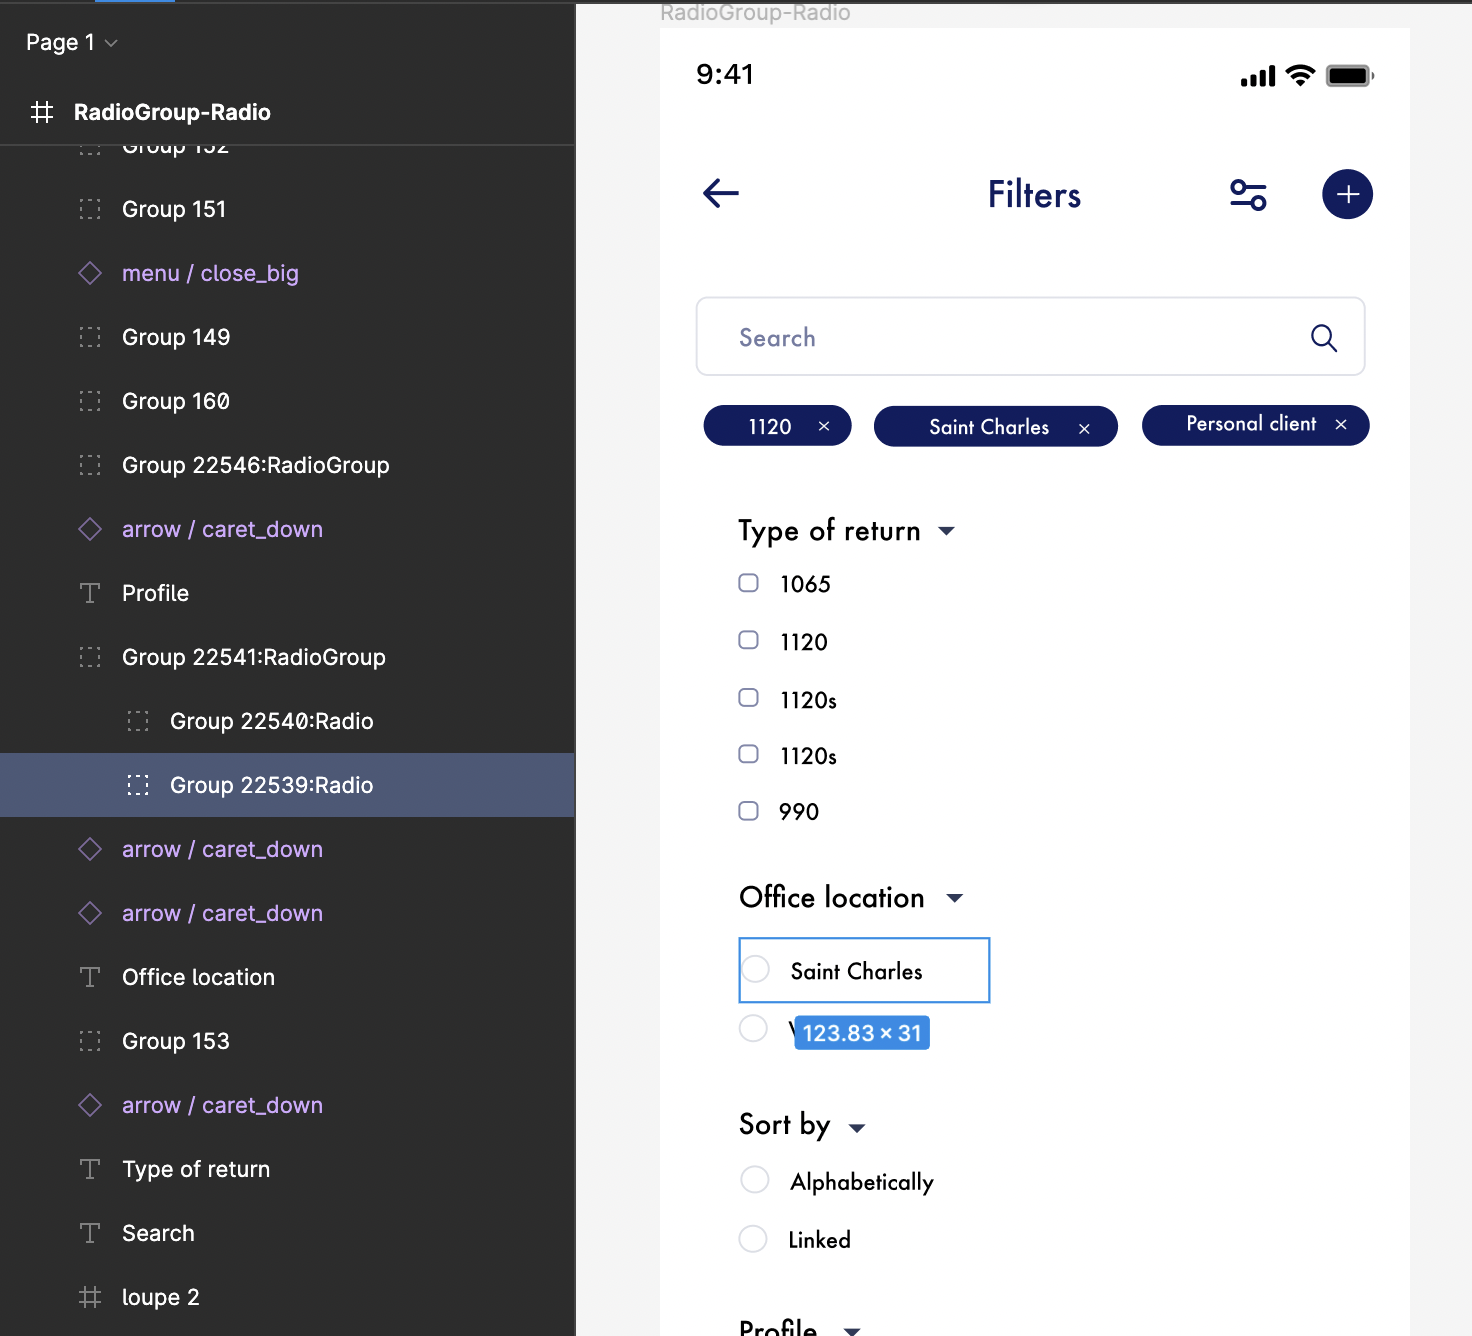 Page 1
RadioGroup-Radio
Group 152
Group 151
menu / close_big
Group 149
Group 160
Group 22546:RadioGroup
arrow / caret_down
Profile
Group 22541:RadioGroup
Group 22540:Radio
Group 22539:Radio
arrow / caret_down
arrow / caret_down
Office location
Group 153
arrow / caret_down
Type of return
Search
loupe 2
RadioGroup-Radio
9:41
Filters
Search
1120 ×
Saint Charles ×
Personal client ×
Type of return
1065
1120
1120s
1120s
990
Office location
Saint Charles
123.83 × 31
Sort by
Alphabetically
Linked
Profile